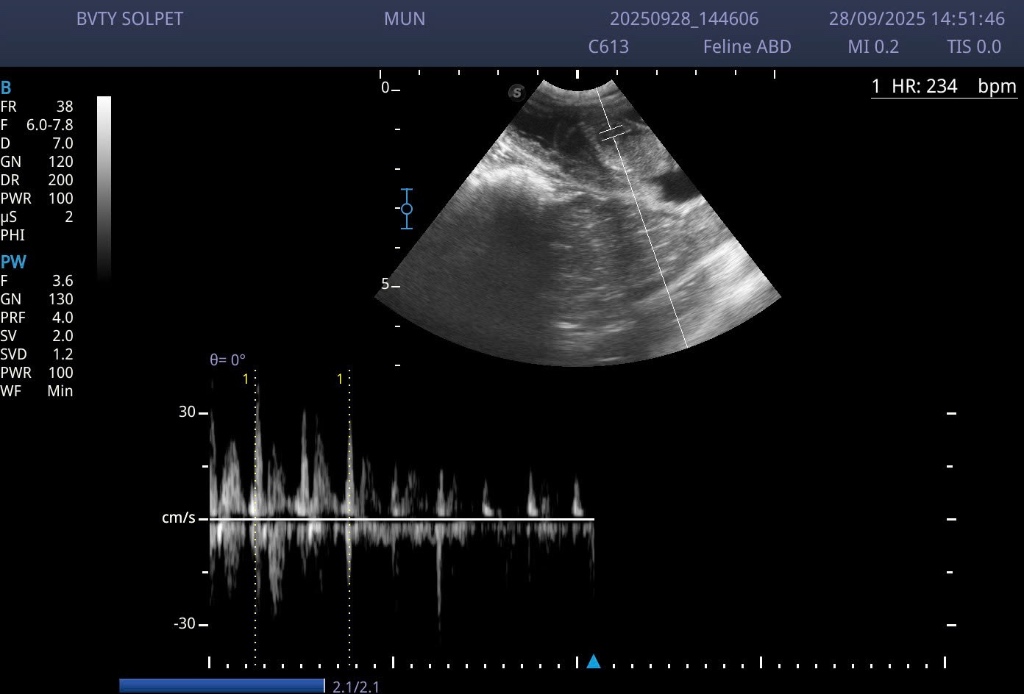 BVTY SOLPET MUN 20250928_144606 28/09/2025 14:51:46
C613 Feline ABD MI 0.2 TIS 0.0
1 HR: 234 bpm
B
FR 38
F 6.0-7.8
D 7.0
GN 120
DR 200
PWR 100
µS 2
PHI
PW
F 3.6
GN 130
PRF 4.0
SV 2.0
SVD 1.2
PWR 100
WF Min
0
S
5
θ= 0°
1 1
30
cm/s
-30
2.1/2.1